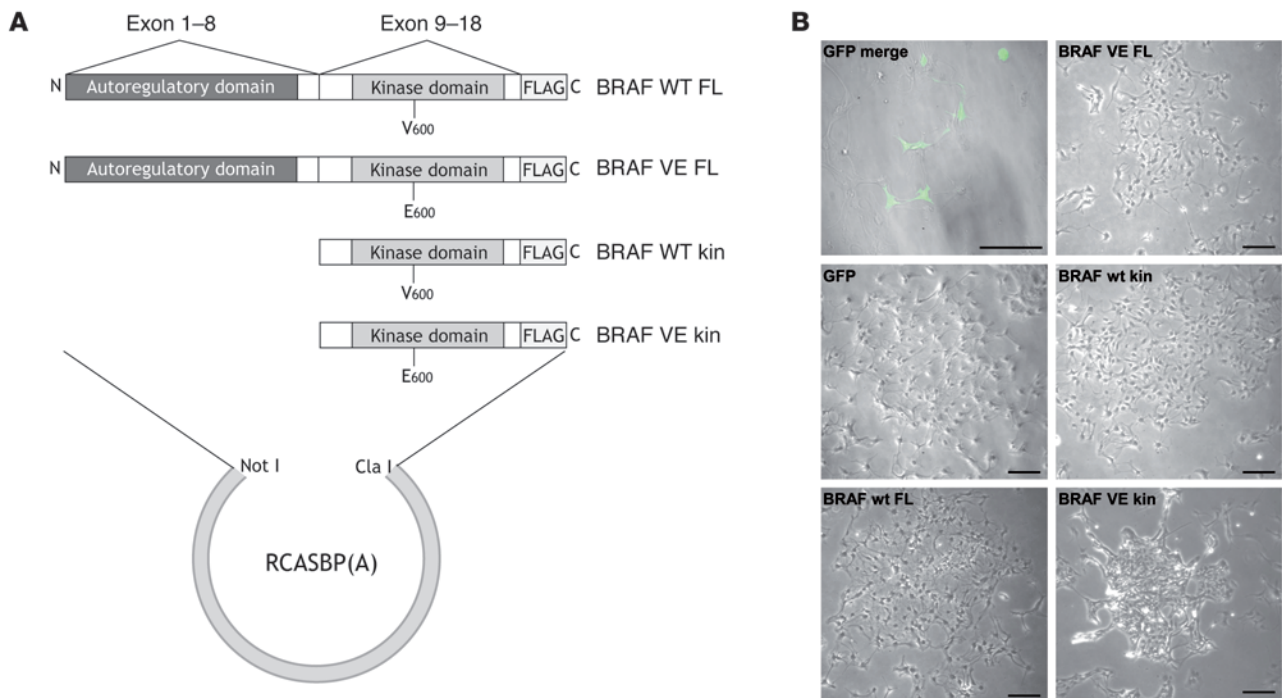 A
Exon 1–8
Exon 9–18
N
Autoregulatory domain
Kinase domain
FLAG
C
BRAF WT FL
V600
N
Autoregulatory domain
Kinase domain
FLAG
C
BRAF VE FL
E600
Kinase domain
FLAG
C
BRAF WT kin
V600
Kinase domain
FLAG
C
BRAF VE kin
E600
Not I
Cla I
RCASBP(A)
B
GFP merge
BRAF VE FL
GFP
BRAF wt kin
BRAF wt FL
BRAF VE kin